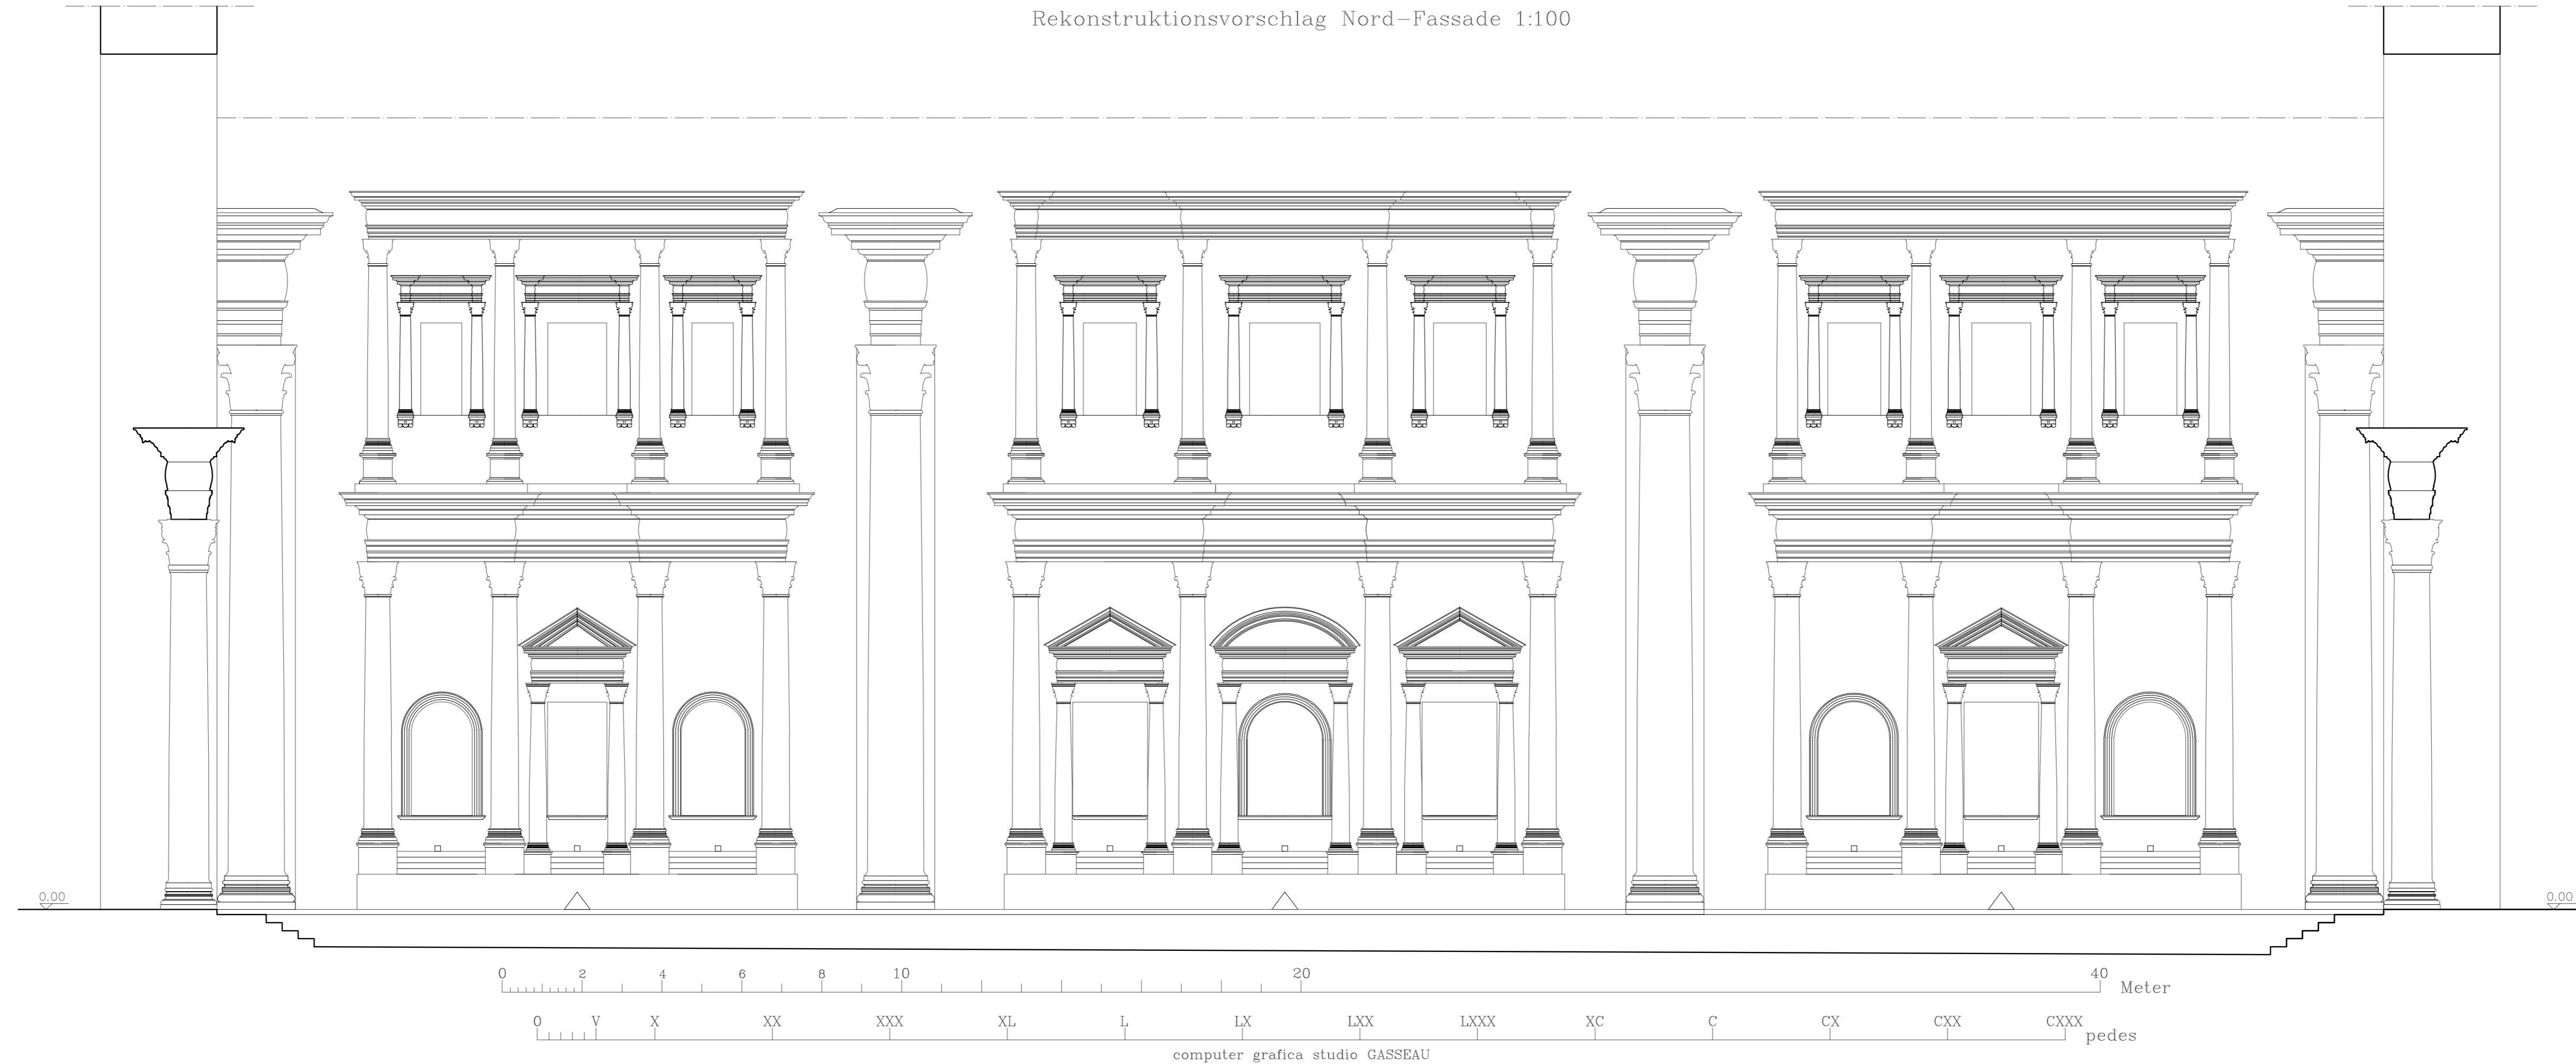 Rekonstruktionsvorschlag Nord-Fassade 1:100
0.00 0.00
0 2 4 6 8 10 20 40 Meter
0 V X XX XXX XL L LX LXX LXXX XC C CX CXX CXXX pedes
computer grafica studio GASSEAU